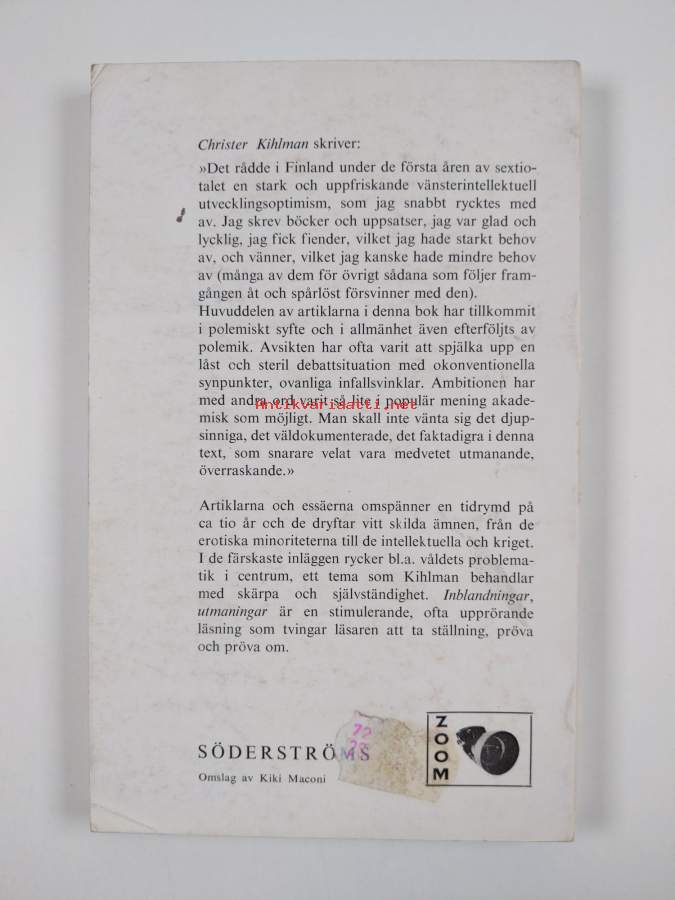 Christer Kihlman skriver:
»Det rådde i Finland under de första åren av sextio-
talet en stark och uppfriskande vänsterintellektuell
utvecklingsoptimism, som jag snabbt rycktes med
av. Jag skrev böcker och uppsatser, jag var glad och
lycklig, jag fick fiender, vilket jag hade starkt behov
av, och vänner, vilket jag kanske hade mindre behov
av (många av dem för övrigt sådana som följer fram-
gången åt och spårlöst försvinner med den).
Huvuddelen av artiklarna i denna bok har tillkommit
i polemiskt syfte och i allmänhet även efterföljts av
polemik. Avsikten har ofta varit att spjälka upp en
låst och steril debattsituation med okonventionella
synpunkter, ovanliga infallsvinklar. Ambitionen har
med andra ord varit så lite i populär mening akade-
Antikvariaatti.net
misk som möjligt. Man skall inte vänta sig det djup-
sinniga, det väldokumenterade, det faktadigra i denna
text, som snarare velat vara medvetet utmanande,
överraskande.»
Artiklarna och essäerna omspänner en tidrymd på
ca tio år och de dryftar vitt skilda ämnen, från de
erotiska minoriteterna till de intellektuella och kriget.
I de färskaste inläggen rycker bl.a. våldets problema-
tik i centrum, ett tema som Kihlman behandlar
med skärpa och självständighet. Inblandningar,
utmaningar är en stimulerande, ofta upprörande
läsning som tvingar läsaren att ta ställning, pröva
och pröva om.
72
ZOOM
SÖDERSTRÖMS
Omslag av Kiki Maconi